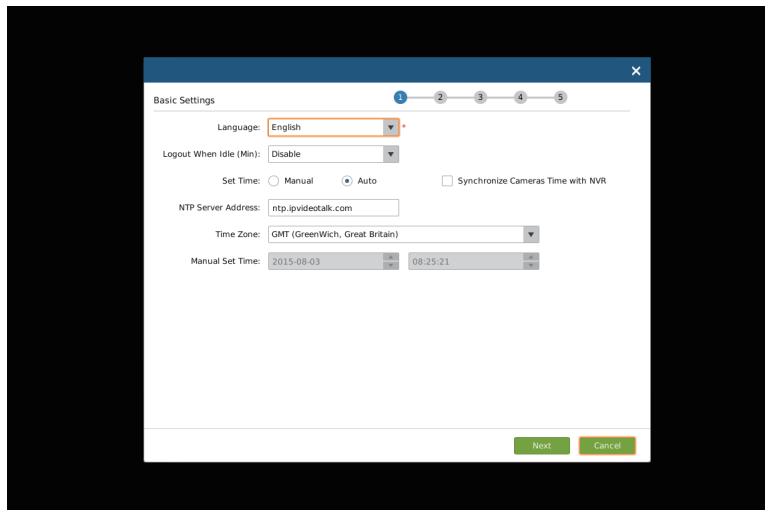 Basic Settings 1 2 3 4 5
Language: English *
Logout When Idle (Min): Disable
Set Time: Manual Auto Synchronize Cameras Time with NVR
NTP Server Address: ntp.ipvideotalk.com
Time Zone: GMT (GreenWich, Great Britain)
Manual Set Time: 2015-08-03 08:25:21
Next Cancel